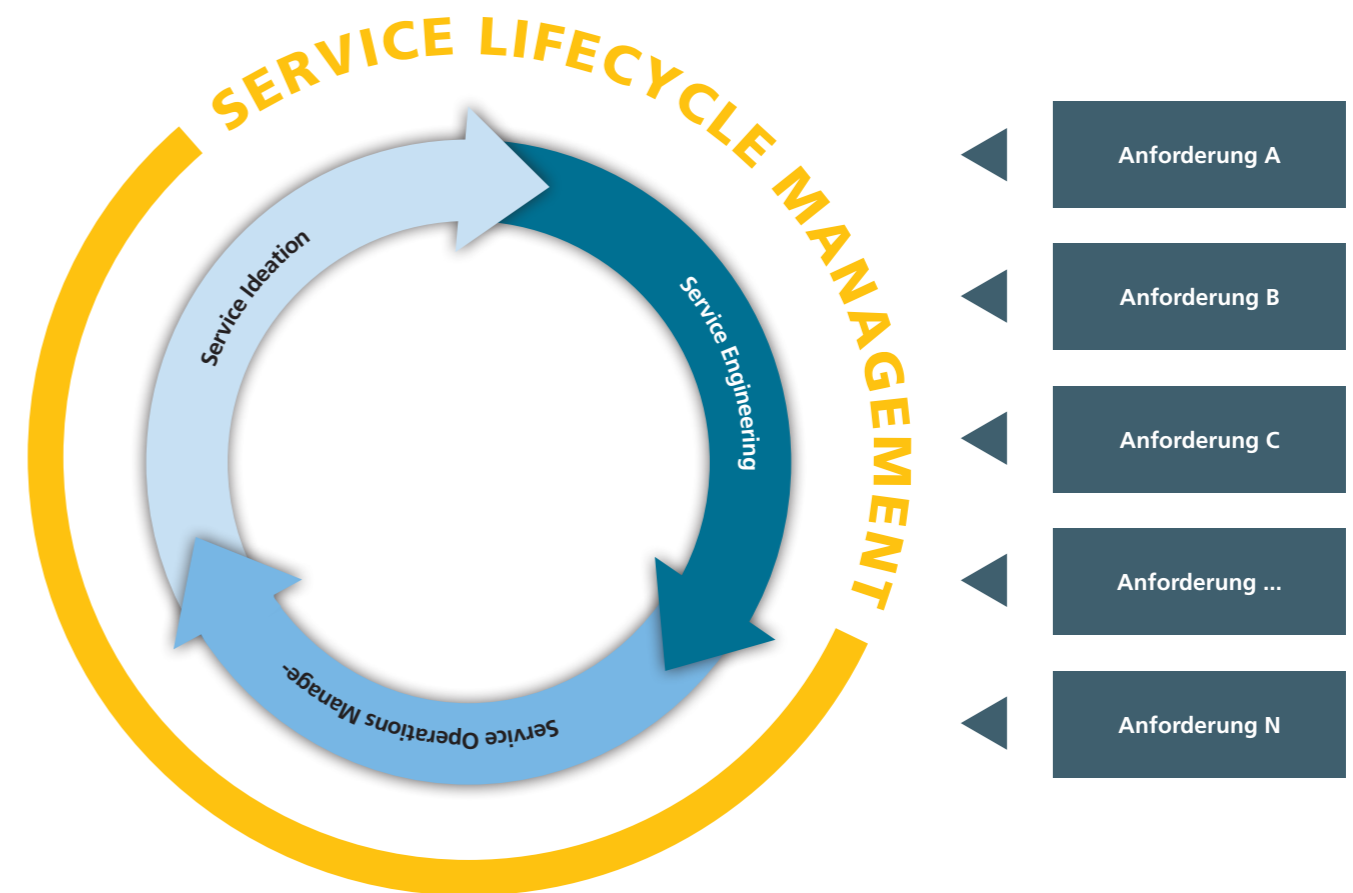 SERVICE LIFECYCLE MANAGEMENT
Service Ideation
Service Engineering
Service Operations Manage-
Anforderung A
Anforderung B
Anforderung C
Anforderung ...
Anforderung N